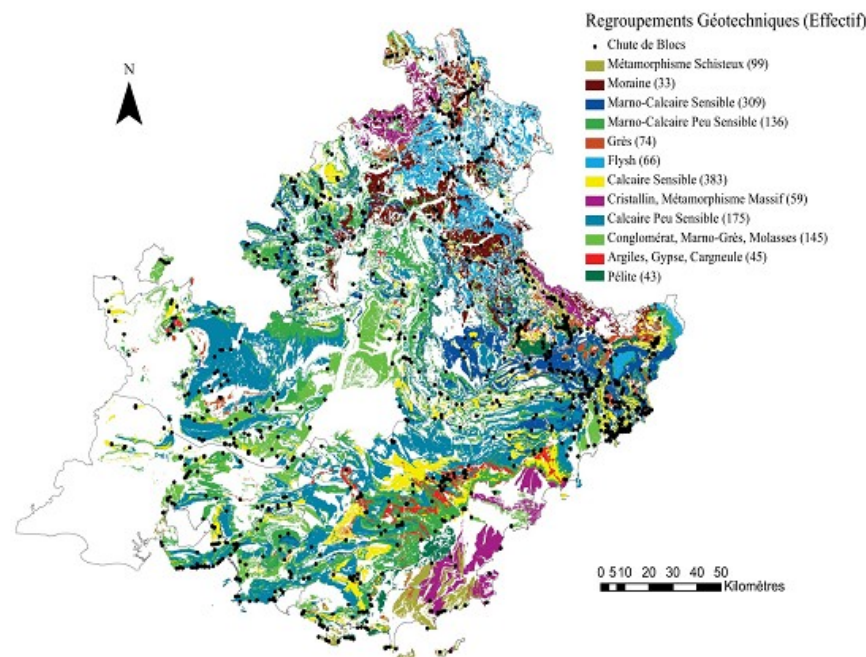 Regroupements Géotechniques (Effectif)
Chute de Blocs
Métamorphisme Schisteux (99)
Moraine (33)
Marno-Calcaire Sensible (309)
Marno-Calcaire Peu Sensible (136)
Grès (74)
Flysh (66)
Calcaire Sensible (383)
Cristallin, Métamorphisme Massif (59)
Calcaire Peu Sensible (175)
Conglomérat, Marno-Grès, Molasses (145)
Argiles, Gypse, Cargneule (45)
Pélite (43)
N
0 5 10 20 30 40 50
Kilomètres